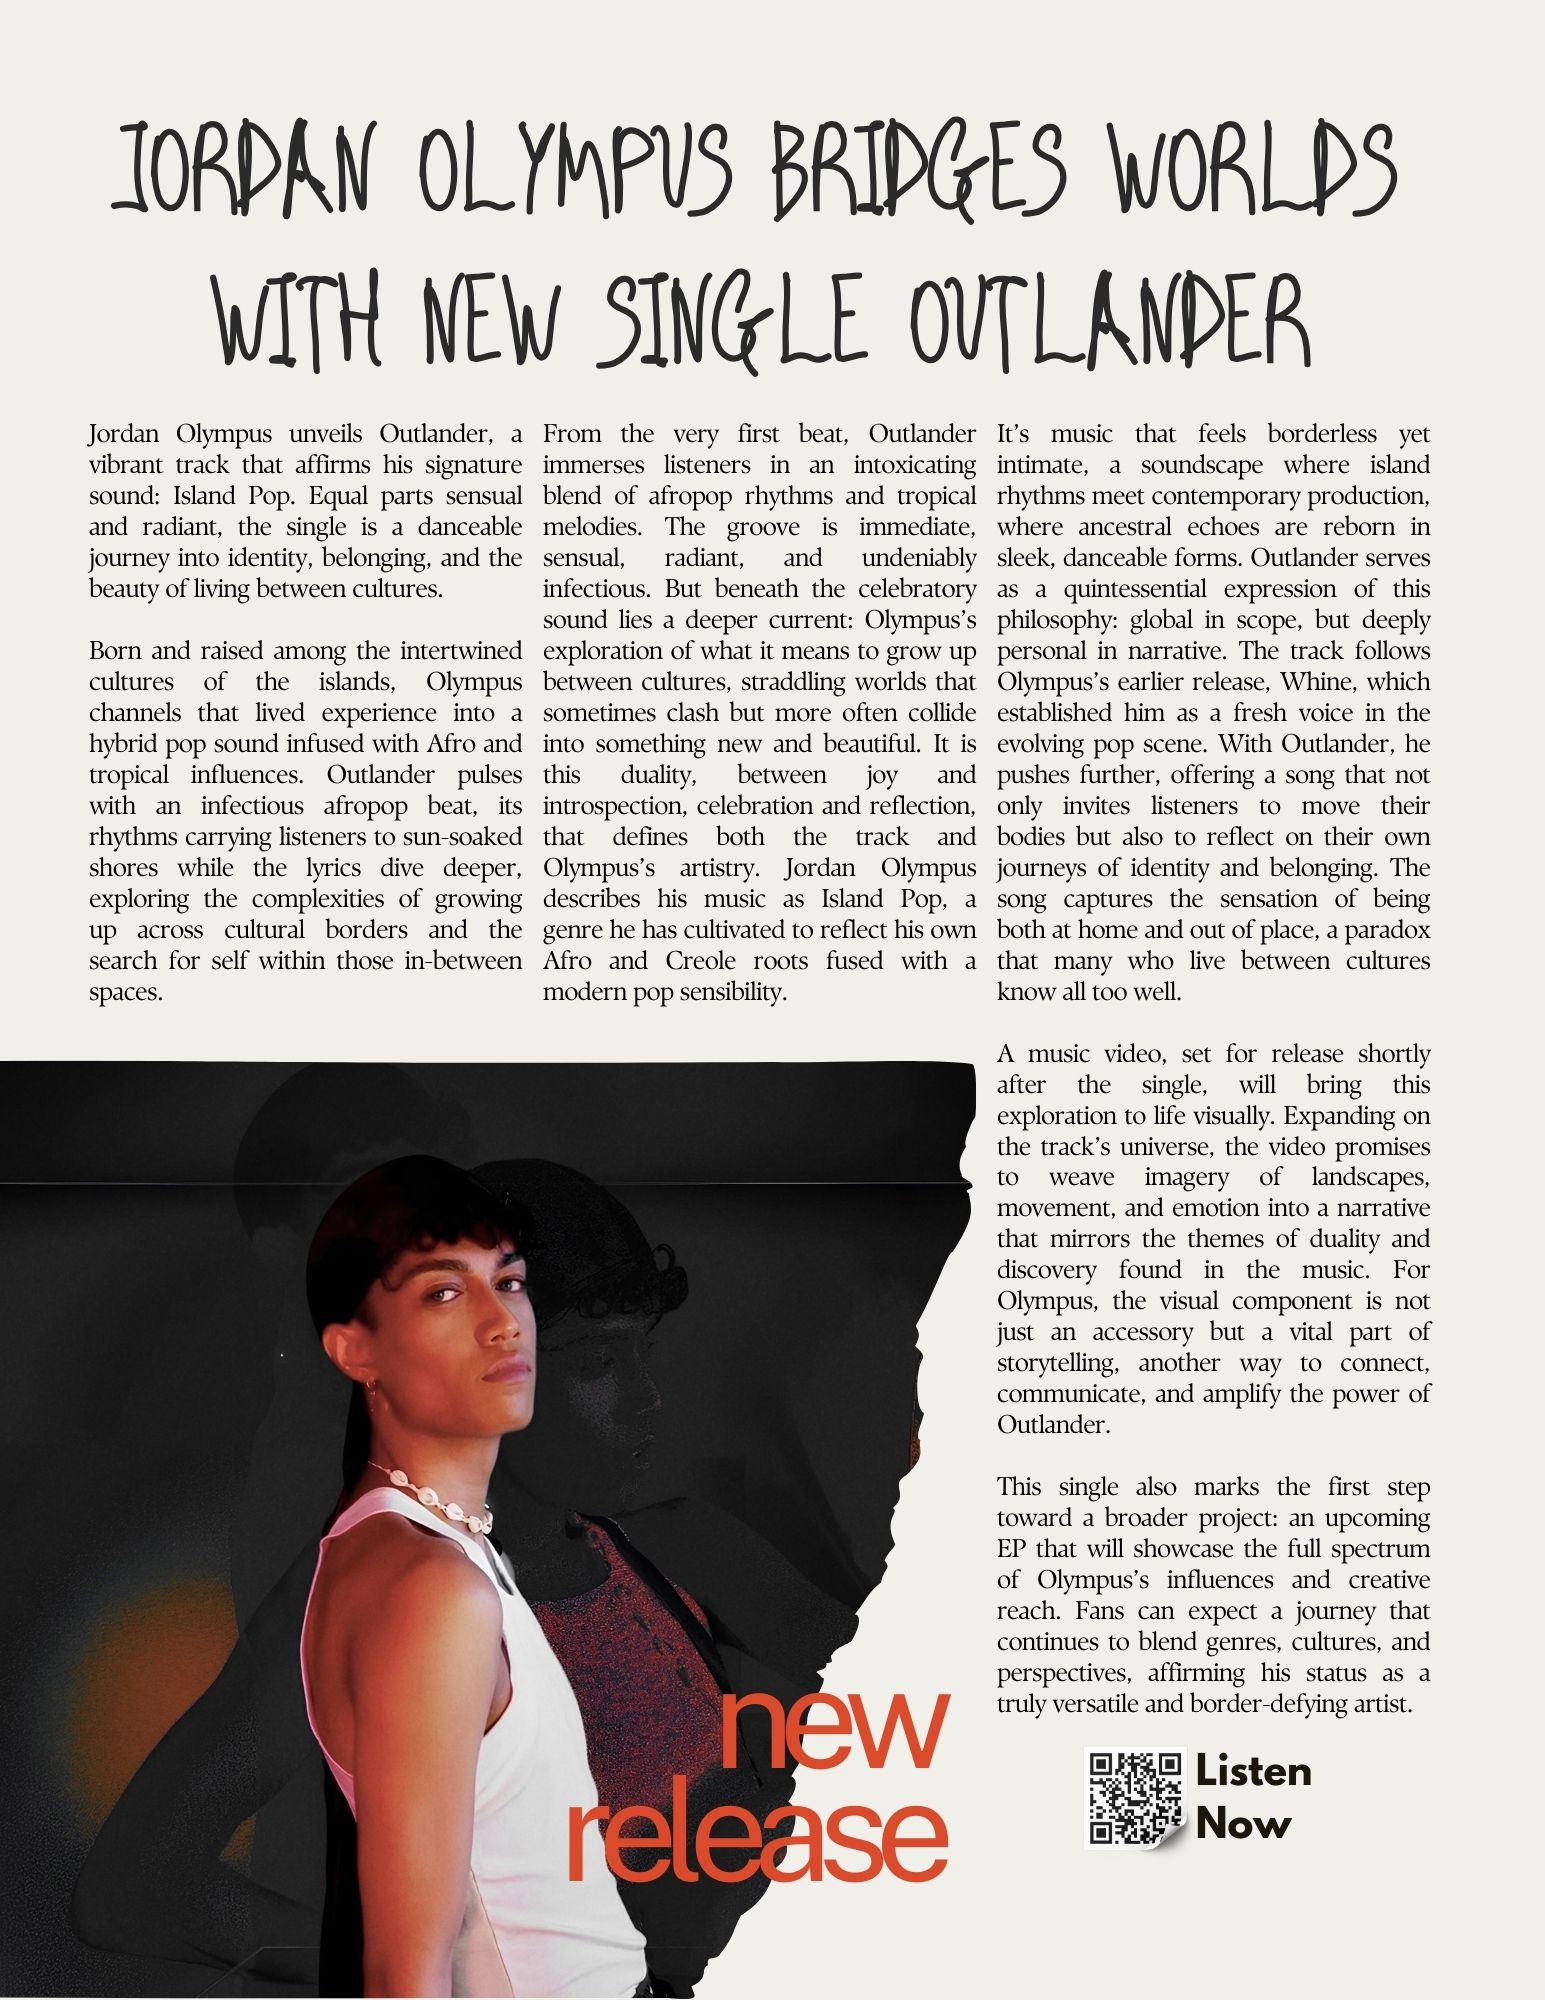 JORDAN OLYMPUS BRIDGES WORLDS
WITH NEW SINGLE OUTLANDER
Jordan Olympus unveils Outlander, a
vibrant track that affirms his signature
sound: Island Pop. Equal parts sensual
and radiant, the single is a danceable
journey into identity, belonging, and the
beauty of living between cultures.
Born and raised among the intertwined
cultures of the islands, Olympus
channels that lived experience into a
hybrid pop sound infused with Afro and
tropical influences. Outlander pulses
with an infectious afropop beat, its
rhythms carrying listeners to sun-soaked
shores while the lyrics dive deeper,
exploring the complexities of growing
up across cultural borders and the
search for self within those in-between
spaces.
From the very first beat, Outlander
immerses listeners in an intoxicating
blend of afropop rhythms and tropical
melodies. The groove is immediate,
sensual, radiant, and undeniably
infectious. But beneath the celebratory
sound lies a deeper current: Olympus’s
exploration of what it means to grow up
between cultures, straddling worlds that
sometimes clash but more often collide
into something new and beautiful. It is
this duality, between joy and
introspection, celebration and reflection,
that defines both the track and
Olympus’s artistry. Jordan Olympus
describes his music as Island Pop, a
genre he has cultivated to reflect his own
Afro and Creole roots fused with a
modern pop sensibility.
It’s music that feels borderless yet
intimate, a soundscape where island
rhythms meet contemporary production,
where ancestral echoes are reborn in
sleek, danceable forms. Outlander serves
as a quintessential expression of this
philosophy: global in scope, but deeply
personal in narrative. The track follows
Olympus’s earlier release, Whine, which
established him as a fresh voice in the
evolving pop scene. With Outlander, he
pushes further, offering a song that not
only invites listeners to move their
bodies but also to reflect on their own
journeys of identity and belonging. The
song captures the sensation of being
both at home and out of place, a paradox
that many who live between cultures
know all too well.
A music video, set for release shortly
after the single, will bring this
exploration to life visually. Expanding on
the track’s universe, the video promises
to weave imagery of landscapes,
movement, and emotion into a narrative
that mirrors the themes of duality and
discovery found in the music. For
Olympus, the visual component is not
just an accessory but a vital part of
storytelling, another way to connect,
communicate, and amplify the power of
Outlander.
This single also marks the first step
toward a broader project: an upcoming
EP that will showcase the full spectrum
of Olympus’s influences and creative
reach. Fans can expect a journey that
continues to blend genres, cultures, and
perspectives, affirming his status as a
truly versatile and border-defying artist.
new
release
Listen
Now